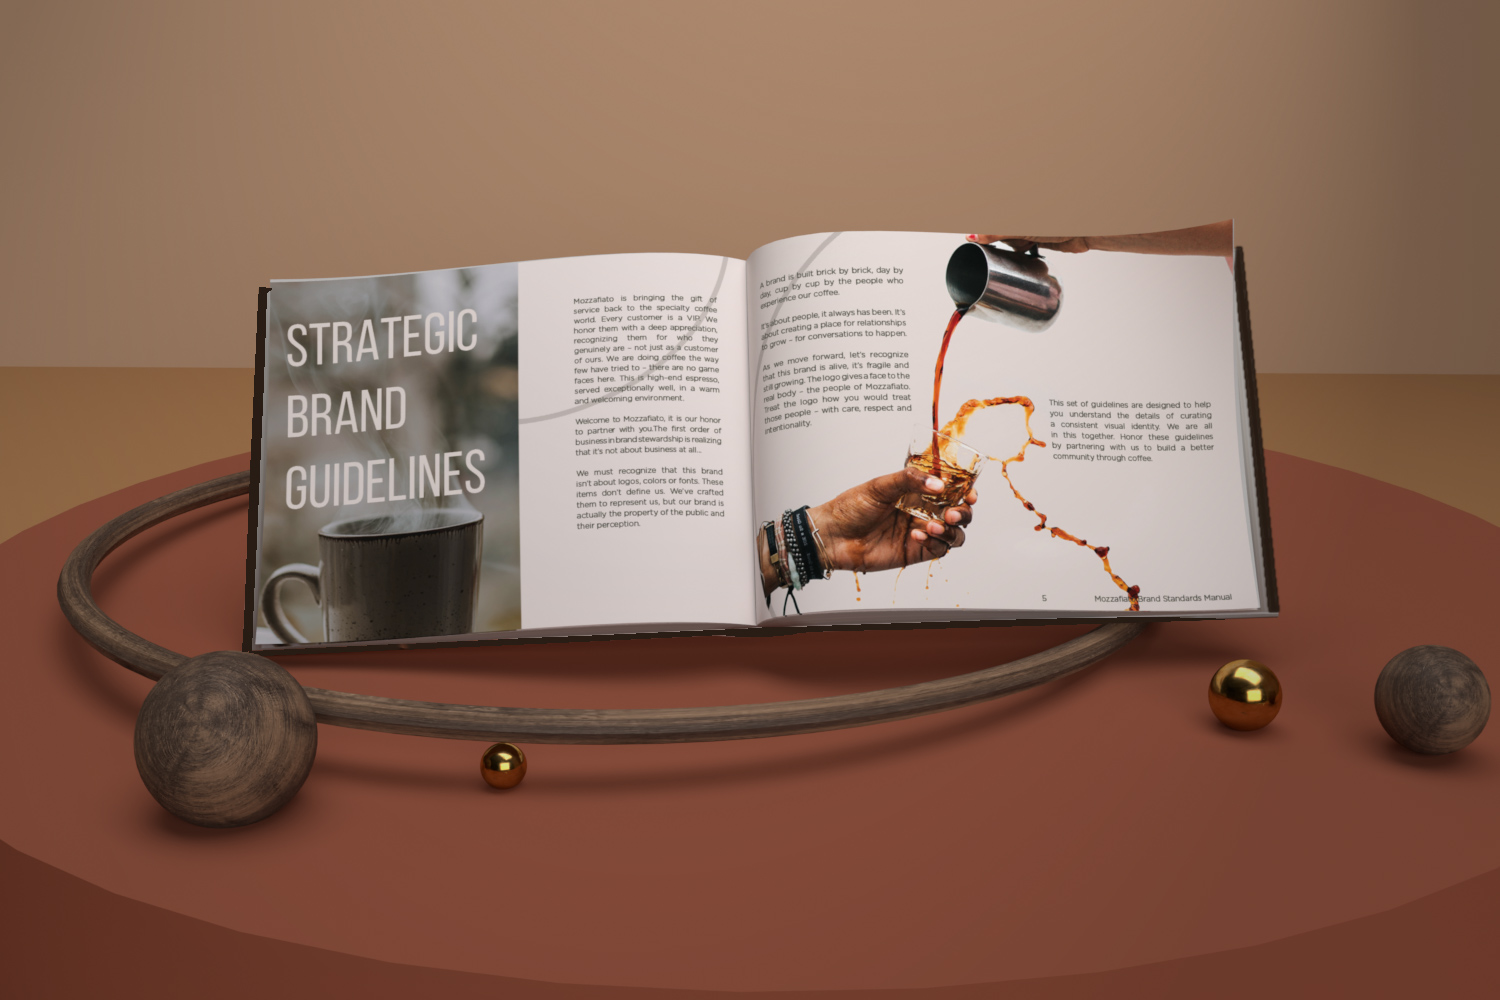 STRATEGIC
BRAND
GUIDELINES
Mozzafiato is bringing the gift of
service back to the specialty coffee
world. Every customer is a VIP. We
honor them with a deep appreciation,
recognizing them for who they
genuinely are – not just as a customer
of ours. We are doing coffee the way
few have tried to – there are no game
faces here. This is high-end espresso,
served exceptionally well, in a warm
and welcoming environment.
Welcome to Mozzafiato, it is our honor
to partner with you.The first order of
business in brand stewardship is realizing
that it's not about business at all...
We must recognize that this brand
isn't about logos, colors or fonts. These
items don't define us. We've crafted
them to represent us, but our brand is
actually the property of the public and
their perception.
A brand is built brick by brick, day by
day, cup by cup by the people who
experience our coffee.
It's about people, it always has been. It's
about creating a place for relationships
to grow – for conversations to happen.
As we move forward, let's recognize
that this brand is alive, it's fragile and
still growing. The logo gives a face to the
real body – the people of Mozzafiato.
Treat the logo how you would treat
those people – with care, respect and
intentionality.
This set of guidelines are designed to help
you understand the details of curating
a consistent visual identity. We are all
in this together. Honor these guidelines
by partnering with us to build a better
community through coffee.
5
Mozzafiato Brand Standards Manual